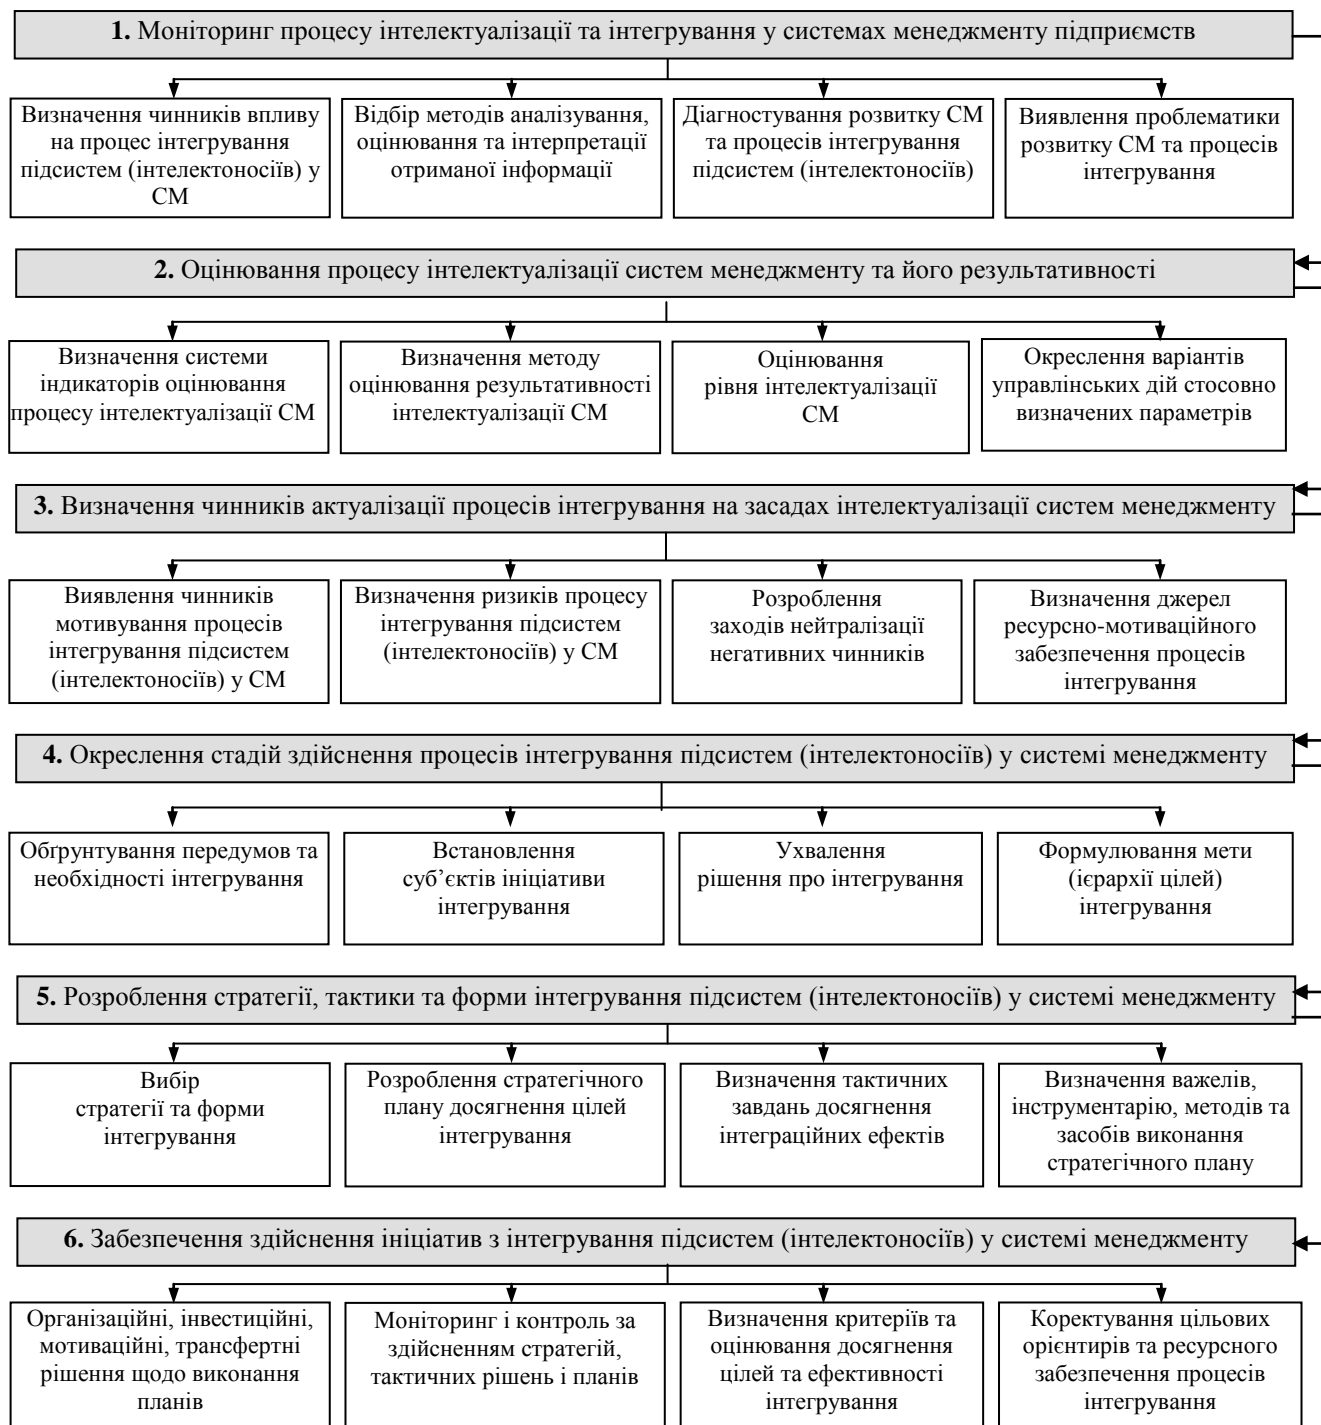 1. Моніторинг процесу інтелектуалізації та інтегрування у системах менеджменту підприємств
Визначення чинників впливу
на процес інтегрування
підсистем (інтелектоносіїв) у
СМ
Відбір методів аналізування,
оцінювання та інтерпретації
отриманої інформації
Діагностування розвитку СМ
та процесів інтегрування
підсистем (інтелектоносіїв)
Виявлення проблематики
розвитку СМ та процесів
інтегрування
2. Оцінювання процесу інтелектуалізації систем менеджменту та його результативності
Визначення системи
індикаторів оцінювання
процесу інтелектуалізації СМ
Визначення методу
оцінювання результативності
інтелектуалізації СМ
Оцінювання
рівня інтелектуалізації
СМ
Окреслення варіантів
управлінських дій стосовно
визначених параметрів
3. Визначення чинників актуалізації процесів інтегрування на засадах інтелектуалізації систем менеджменту
Виявлення чинників
мотивування процесів
інтегрування підсистем
(інтелектоносіїв) у СМ
Визначення ризиків процесу
інтегрування підсистем
(інтелектоносіїв) у СМ
Розроблення
заходів нейтралізації
негативних чинників
Визначення джерел
ресурсно-мотиваційного
забезпечення процесів
інтегрування
4. Окреслення стадій здійснення процесів інтегрування підсистем (інтелектоносіїв) у системі менеджменту
Обґрунтування передумов та
необхідності інтегрування
Встановлення
суб’єктів ініціативи
інтегрування
Ухвалення
рішення про інтегрування
Формулювання мети
(ієрархії цілей)
інтегрування
5. Розроблення стратегії, тактики та форми інтегрування підсистем (інтелектоносіїв) у системі менеджменту
Вибір
стратегії та форми
інтегрування
Розроблення стратегічного
плану досягнення цілей
інтегрування
Визначення тактичних
завдань досягнення
інтеграційних ефектів
Визначення важелів,
інструментарію, методів та
засобів виконання
стратегічного плану
6. Забезпечення здійснення ініціатив з інтегрування підсистем (інтелектоносіїв) у системі менеджменту
Організаційні, інвестиційні,
мотиваційні, трансфертні
рішення щодо виконання
планів
Моніторинг і контроль за
здійсненням стратегій,
тактичних рішень і планів
Визначення критеріїв та
оцінювання досягнення
цілей та ефективності
інтегрування
Коректування цільових
орієнтирів та ресурсного
забезпечення процесів
інтегрування